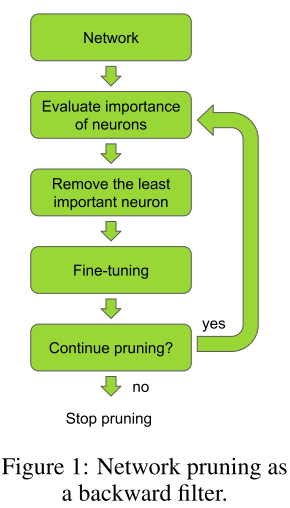 Network
Evaluate importance
of neurons
Remove the least
important neuron
Fine-tuning
yes
Continue pruning?
no
Stop pruning
Figure 1: Network pruning as
a backward filter.